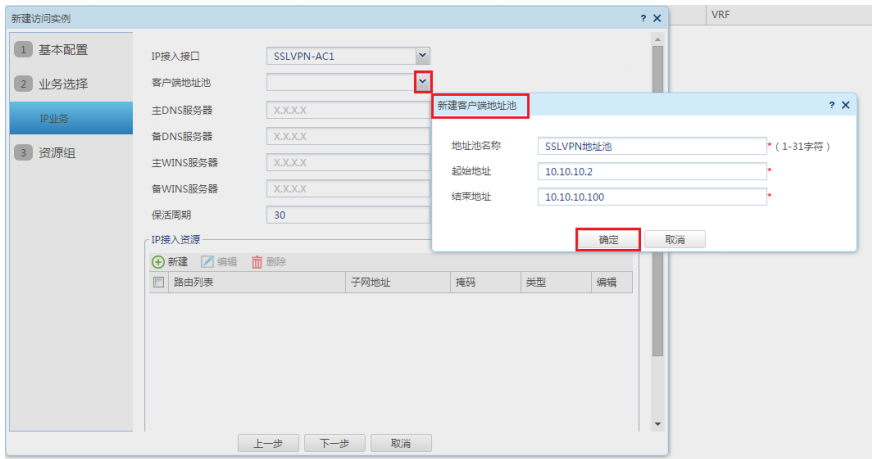 新建访问实例 ? X
VRF
1 基本配置
2 业务选择
IP业务
3 资源组
IP接入接口 SSLVPN-AC1
客户端地址池
主DNS服务器 X.X.X.X
备DNS服务器 X.X.X.X
主WINS服务器 X.X.X.X
备WINS服务器 X.X.X.X
保活周期 30
新建客户端地址池 ? X
地址池名称 SSLVPN地址池 *（1-31字符）
起始地址 10.10.10.2 *
结束地址 10.10.10.100 *
确定 取消
IP接入资源
新建 编辑 删除
路由列表 子网地址 掩码 类型 编辑
上一步 下一步 取消